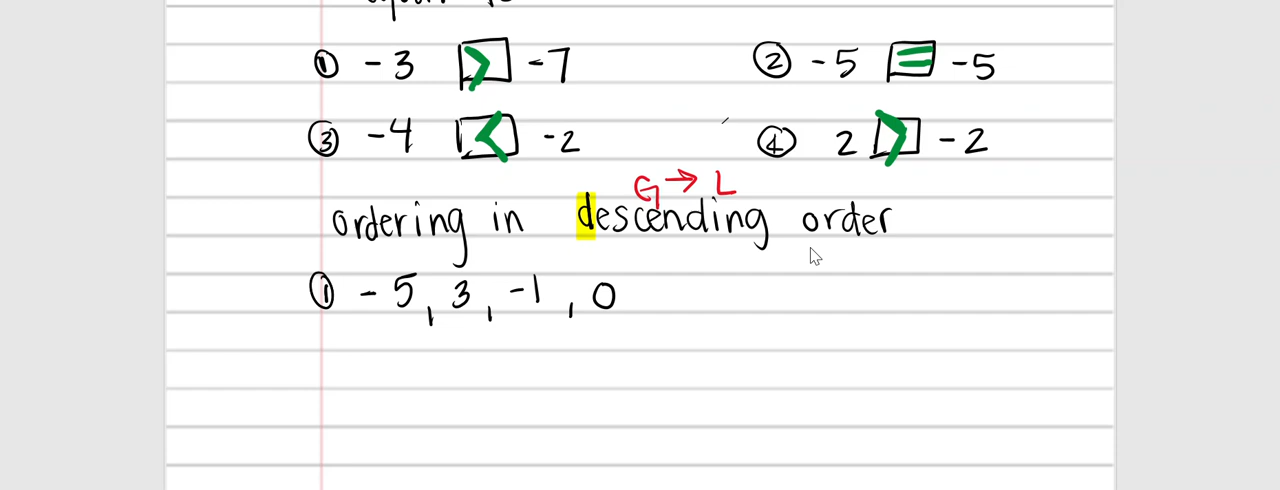 ① -3 > -7 ② -5 = -5
③ -4 < -2 ④ 2 > -2
G → L
ordering in descending order
① -5, 3, -1, 0